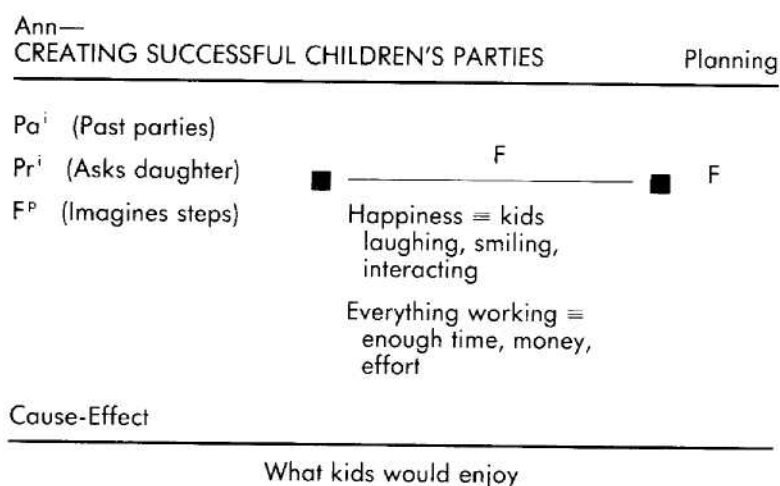 Ann—
CREATING SUCCESSFUL CHILDREN'S PARTIES Planning
Paⁱ (Past parties)
Prⁱ (Asks daughter)
Fᵖ (Imagines steps)
■ F ■ F
Happiness ≡ kids
laughing, smiling,
interacting
Everything working ≡
enough time, money,
effort
Cause-Effect
What kids would enjoy